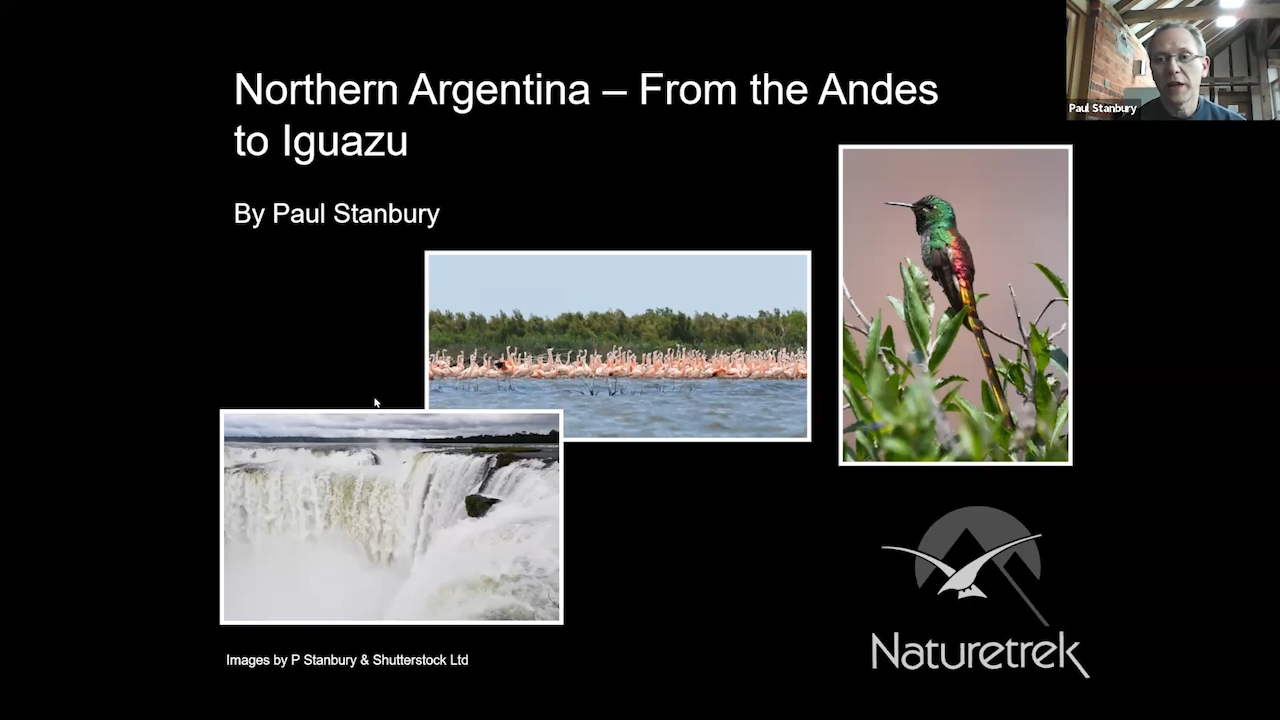 Northern Argentina – From the Andes
to Iguazu
Paul Stanbury
By Paul Stanbury
Images by P Stanbury & Shutterstock Ltd
Naturetrek